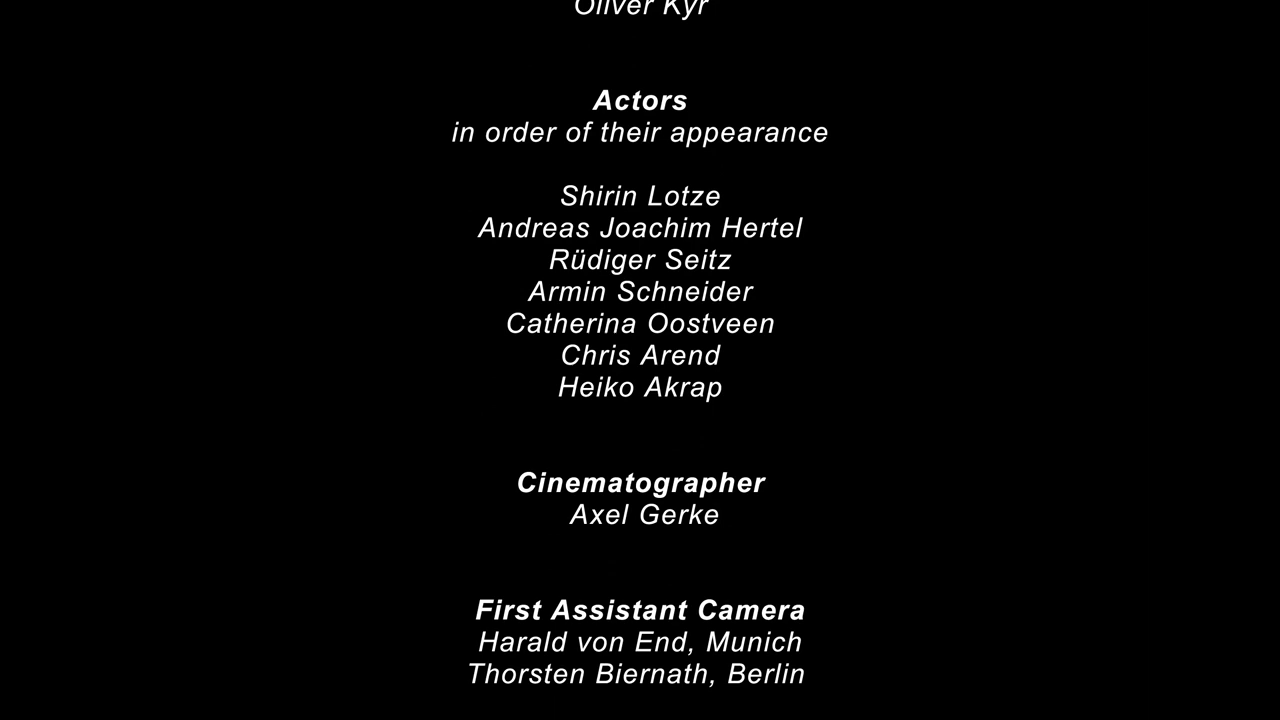 Oliver Kyr
Actors
in order of their appearance
Shirin Lotze
Andreas Joachim Hertel
Rüdiger Seitz
Armin Schneider
Catherina Oostveen
Chris Arend
Heiko Akrap
Cinematographer
Axel Gerke
First Assistant Camera
Harald von End, Munich
Thorsten Biernath, Berlin